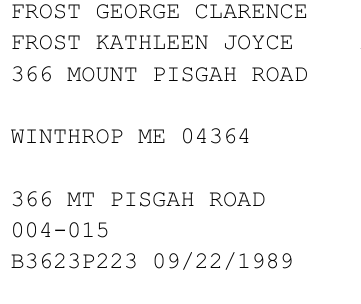 FROST GEORGE CLARENCE
FROST KATHLEEN JOYCE
366 MOUNT PISGAH ROAD
WINTHROP ME 04364
366 MT PISGAH ROAD
004-015
B3623P223 09/22/1989